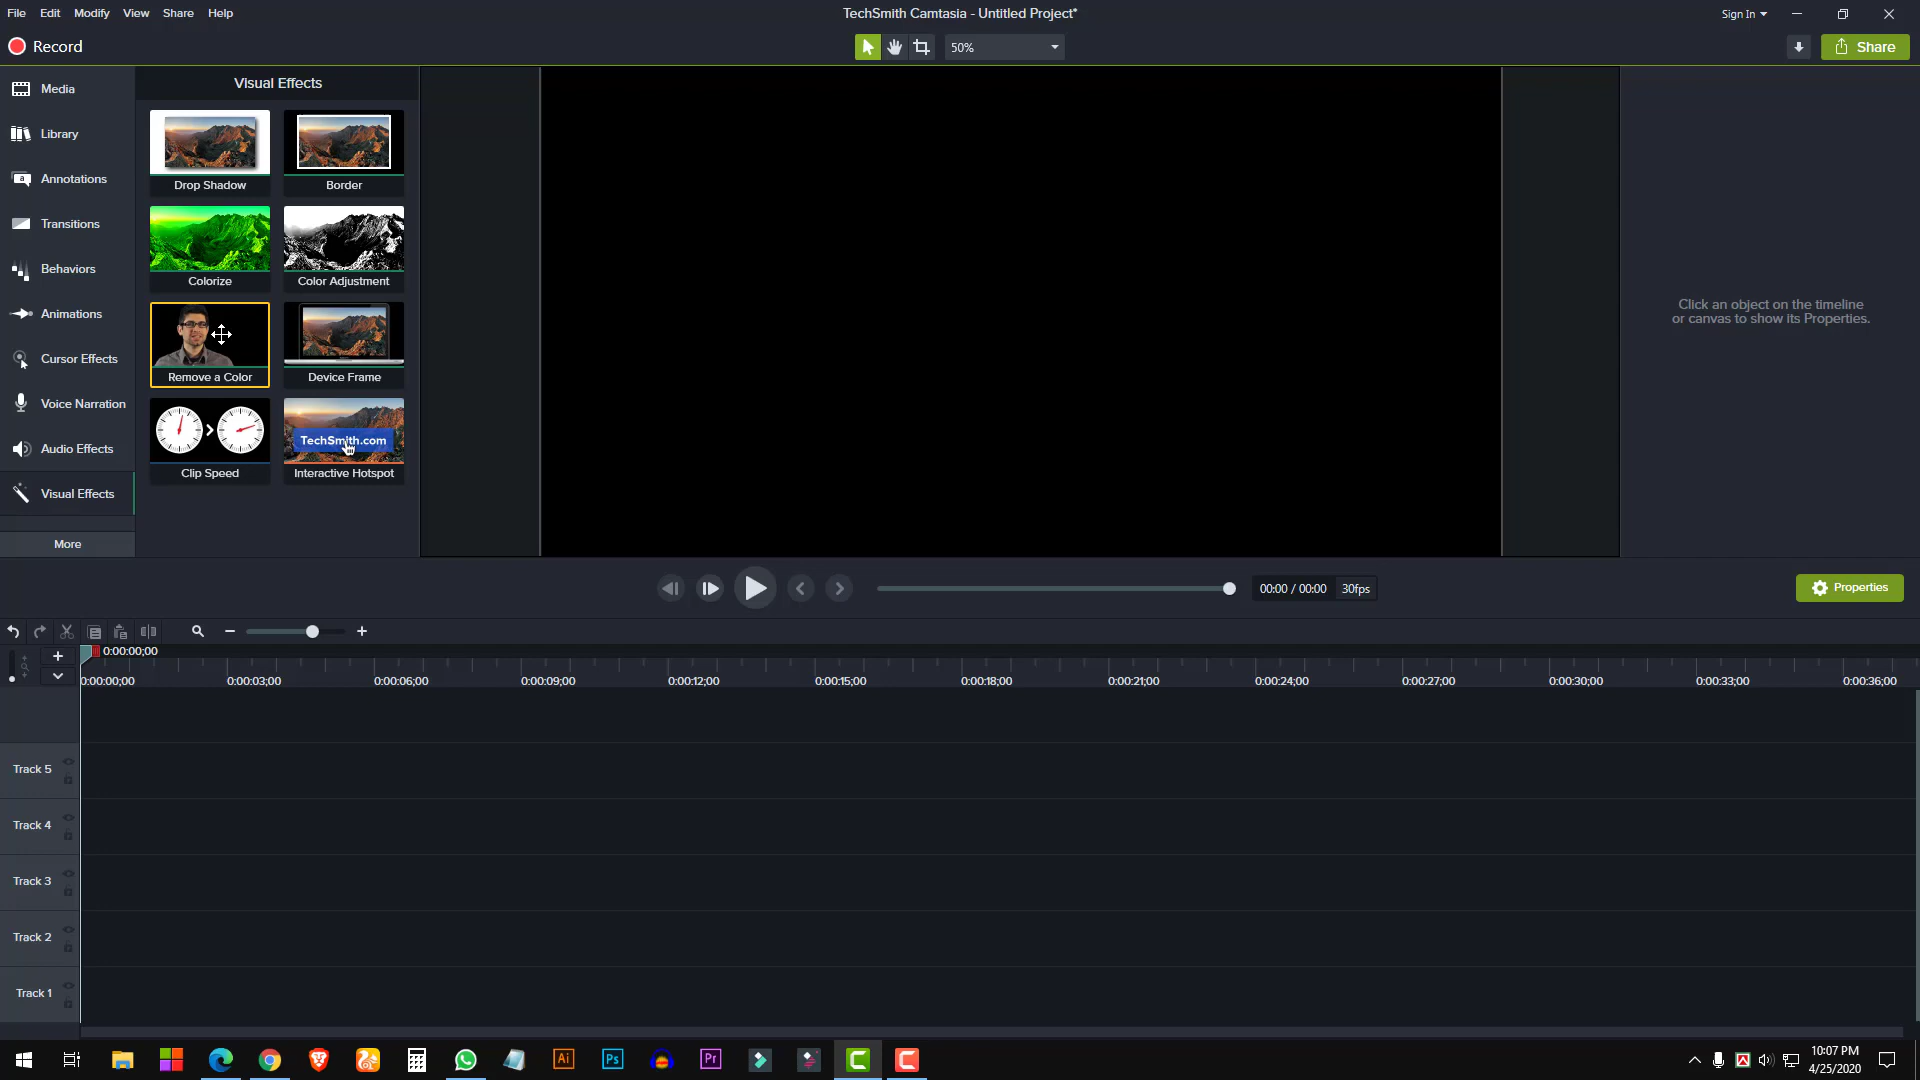 File Edit Modify View Share Help
TechSmith Camtasia - Untitled Project*
Sign In
Record
50%
Share
Media
Library
Annotations
Transitions
Behaviors
Animations
Cursor Effects
Voice Narration
Audio Effects
Visual Effects
More
Visual Effects
Drop Shadow
Border
Colorize
Color Adjustment
Remove a Color
Device Frame
TechSmith.com
Clip Speed
Interactive Hotspot
Click an object on the timeline
or canvas to show its Properties.
00:00 / 00:00 30fps
Properties
0:00:00;00
0:00:00;00 0:00:03;00 0:00:06;00 0:00:09;00 0:00:12;00 0:00:15;00 0:00:18;00 0:00:21;00 0:00:24;00 0:00:27;00 0:00:30;00 0:00:33;00 0:00:36;00
Track 5
Track 4
Track 3
Track 2
Track 1
Ai Ps Pr
10:07 PM
4/25/2020